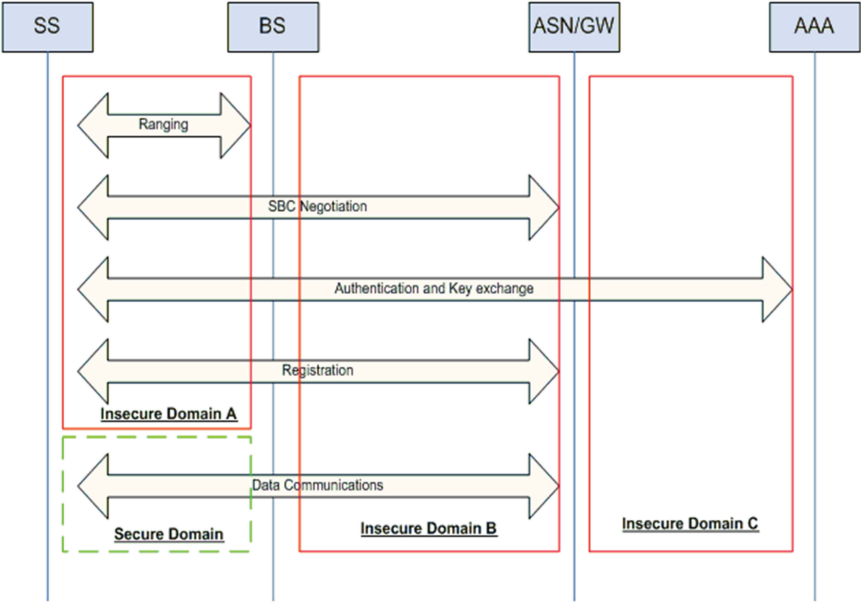 SS
BS
ASN/GW
AAA
Ranging
SBC Negotiation
Authentication and Key exchange
Registration
Insecure Domain A
Data Communications
Secure Domain
Insecure Domain B
Insecure Domain C